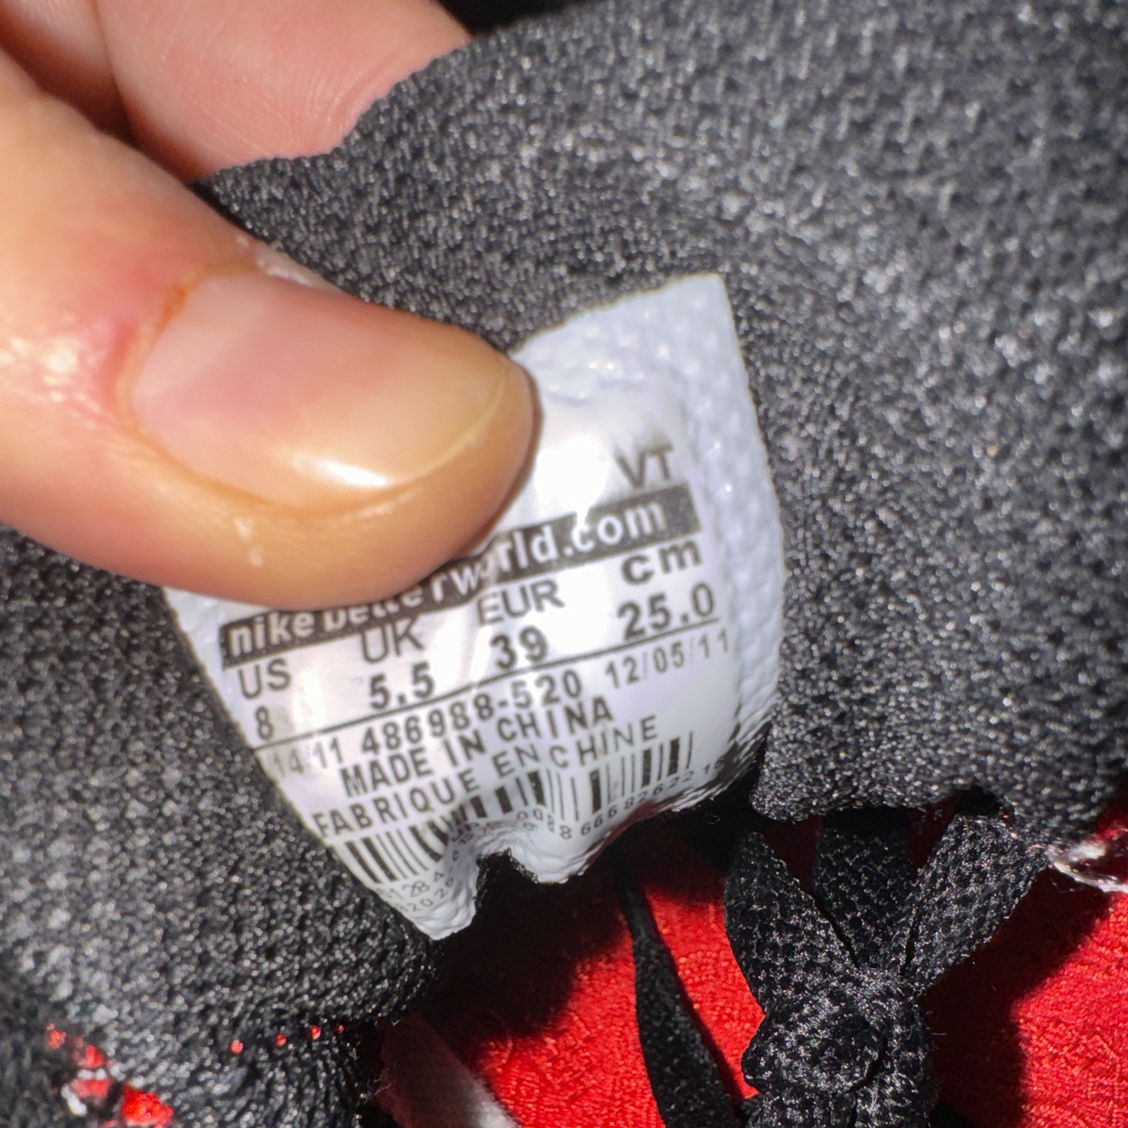 VT
nikebetterworld.com
US UK EUR cm
8 5.5 39 25.0
486988-520 12/05/11
MADE IN CHINA
FABRIQUE EN CHINE